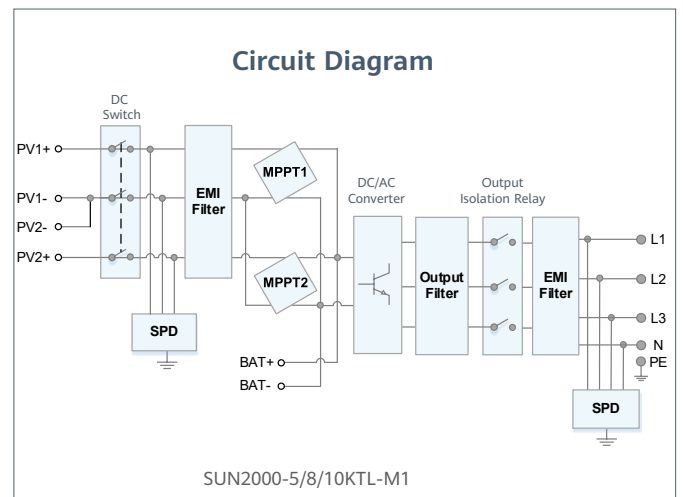 Circuit Diagram
DC
Switch
PV1+
PV1-
PV2-
PV2+
EMI
Filter
SPD
MPPT1
MPPT2
BAT+
BAT-
DC/AC
Converter
Output
Filter
Output
Isolation Relay
EMI
Filter
L1
L2
L3
N
PE
SPD
SUN2000-5/8/10KTL-M1